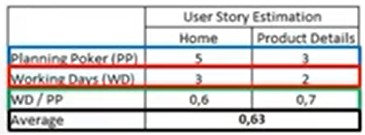 User Story Estimation
Home Product Details
Planning Poker (PP) 5 3
Working Days (WD) 3 2
WD / PP 0,6 0,7
Average 0,63